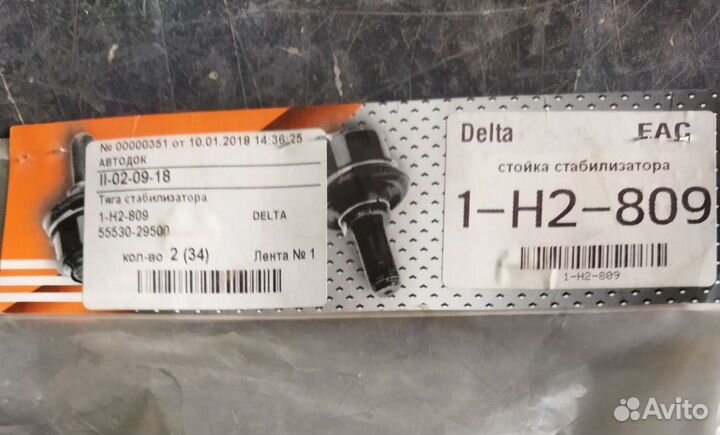 № 00000351 от 10.01.2018 14:36:25
АВТОДОК
II-02-09-18
Тяга стабилизатора
1-H2-809 DELTA
55530-29500
кол-во 2 (34) Лента № 1
Delta EAC
стойка стабилизатора
1-H2-809
1-H2-809
Avito